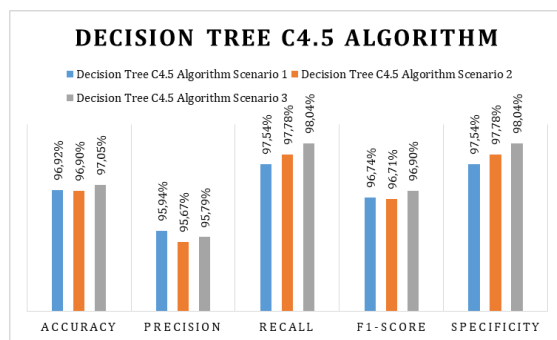 DECISION TREE C4.5 ALGORITHM
Decision Tree C4.5 Algorithm Scenario 1 Decision Tree C4.5 Algorithm Scenario 2
Decision Tree C4.5 Algorithm Scenario 3
96,92% 96,90% 97,05% 95,94% 95,67% 95,79% 97,54% 97,78% 98,04% 96,74% 96,71% 96,90% 97,54% 97,78% 98,04%
ACCURACY PRECISION RECALL F1-SCORE SPECIFICITY